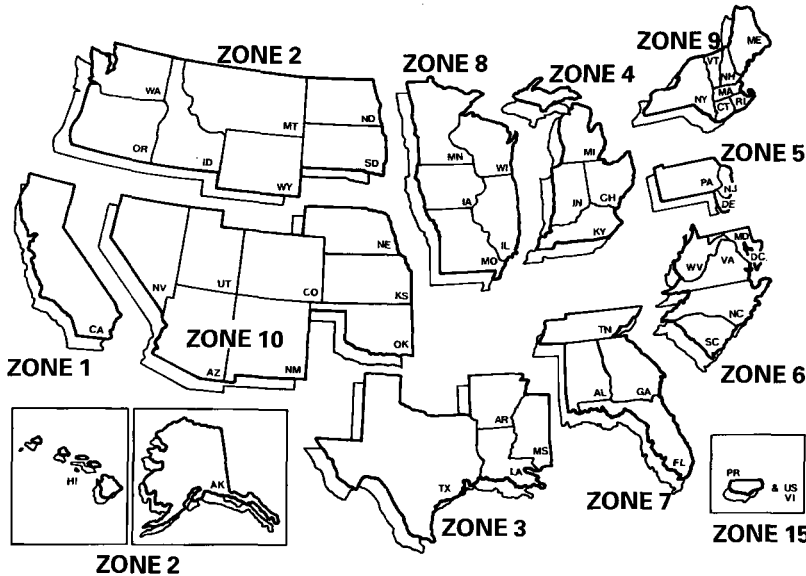 ZONE 2
ZONE 8
ZONE 4
ZONE 9
ME
VT
NH
MA
NY
CT
RI
WA
MT
ND
OR
ID
WY
SD
MN
WI
IA
MO
IL
MI
IN
OH
KY
ZONE 5
PA
NJ
DE
MD
DC
WV
VA
NC
SC
ZONE 6
CA
ZONE 1
NV
UT
CO
NE
KS
OK
ZONE 10
AZ
NM
TN
AL
GA
FL
ZONE 7
AR
MS
LA
TX
ZONE 3
HI
AK
ZONE 2
PR
& US
VI
ZONE 15